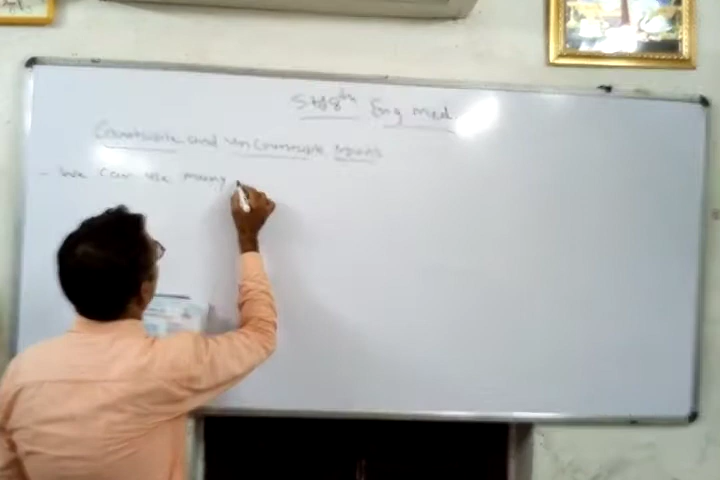 Std 8th Eng med.
Countable and Uncountable nouns
- We can use many